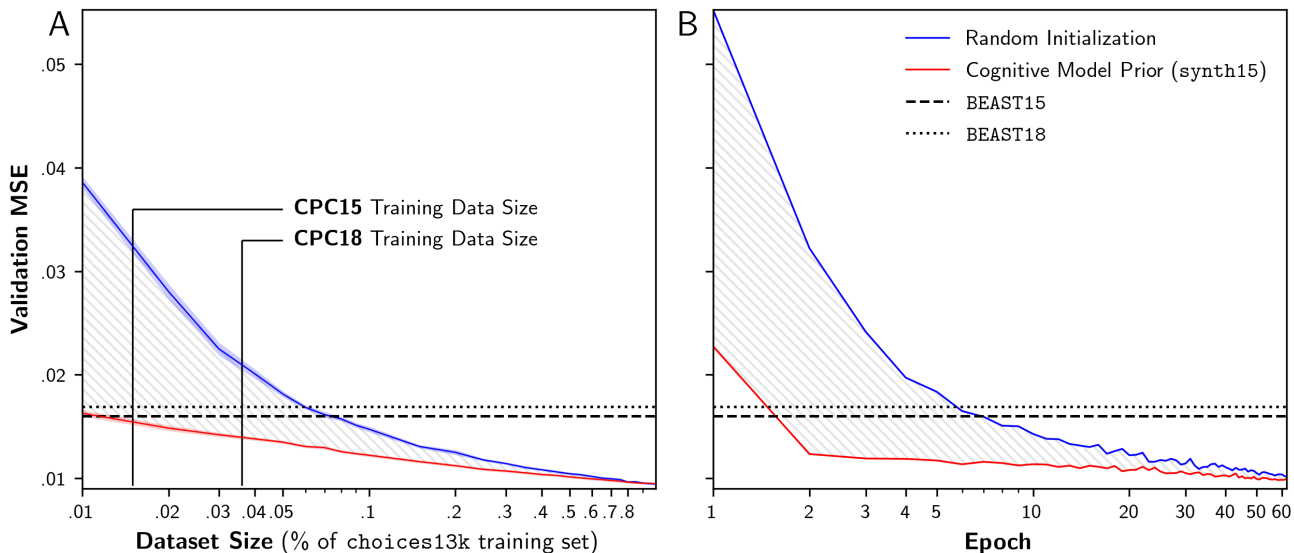 A
B
.05
.04
.03
.02
.01
Validation MSE
CPC15 Training Data Size
CPC18 Training Data Size
.01 .02 .03 .04 .05 .1 .2 .3 .4 .5 .6 .7 .8
Dataset Size (% of choices13k training set)
Random Initialization
Cognitive Model Prior (synth15)
BEAST15
BEAST18
1 2 3 4 5 10 20 30 40 50 60
Epoch